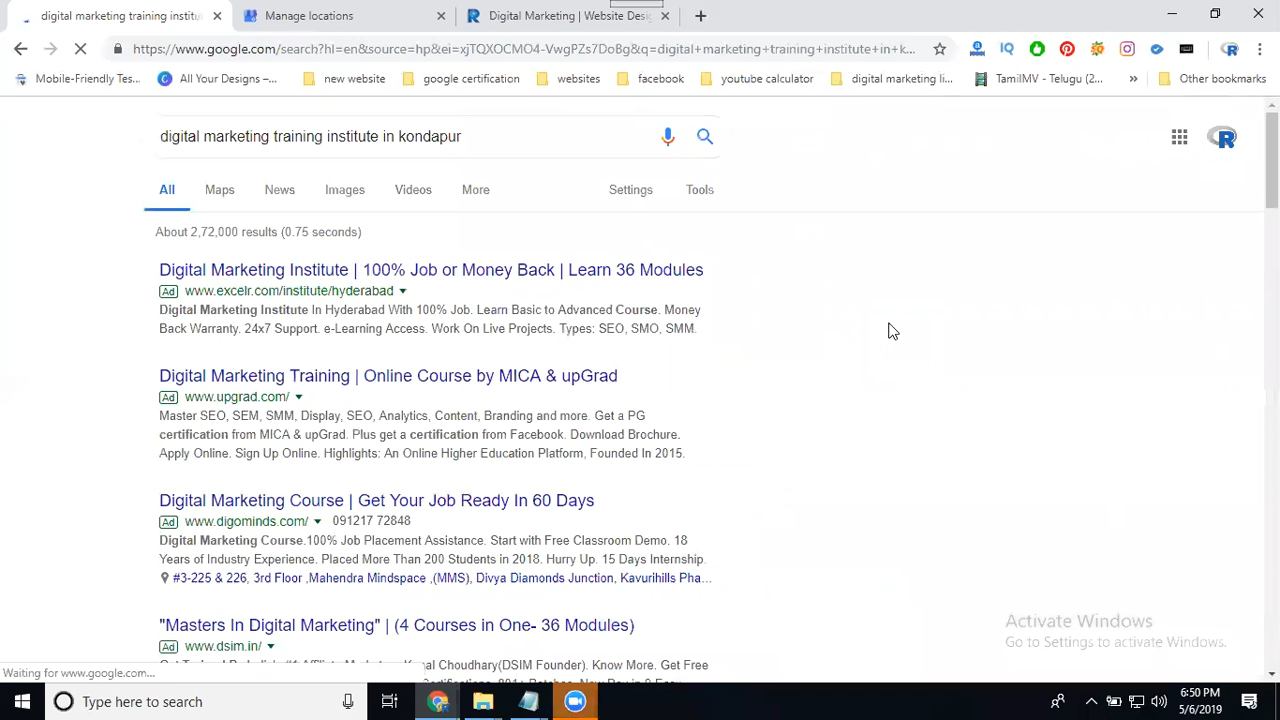 digital marketing training institu
Manage locations
Digital Marketing | Website Desi
https://www.google.com/search?hl=en&source=hp&ei=xjTQXOCMO4-VwgPZs7DoBg&q=digital+marketing+training+institute+in+k...
Mobile-Friendly Tes...
All Your Designs –...
new website
google certification
websites
facebook
youtube calculator
digital marketing li...
TamilMV - Telugu (2...
»
Other bookmarks
digital marketing training institute in kondapur
All
Maps
News
Images
Videos
More
Settings
Tools
About 2,72,000 results (0.75 seconds)
Digital Marketing Institute | 100% Job or Money Back | Learn 36 Modules
Ad www.excelr.com/institute/hyderabad
Digital Marketing Institute In Hyderabad With 100% Job. Learn Basic to Advanced Course. Money
Back Warranty. 24x7 Support. e-Learning Access. Work On Live Projects. Types: SEO, SMO, SMM.
Digital Marketing Training | Online Course by MICA & upGrad
Ad www.upgrad.com/
Master SEO, SEM, SMM, Display, SEO, Analytics, Content, Branding and more. Get a PG
certification from MICA & upGrad. Plus get a certification from Facebook. Download Brochure.
Apply Online. Sign Up Online. Highlights: An Online Higher Education Platform, Founded In 2015.
Digital Marketing Course | Get Your Job Ready In 60 Days
Ad www.digominds.com/ 091217 72848
Digital Marketing Course.100% Job Placement Assistance. Start with Free Classroom Demo. 18
Years of Industry Experience. Placed More Than 200 Students in 2018. Hurry Up. 15 Days Internship.
#3-225 & 226, 3rd Floor ,Mahendra Mindspace ,(MMS), Divya Diamonds Junction, Kavurihills Pha...
"Masters In Digital Marketing" | (4 Courses in One- 36 Modules)
Ad www.dsim.in/
Choudhary(DSIM Founder). Know More. Get Free
Activate Windows
Go to Settings to activate Windows.
Waiting for www.google.com...
Type here to search
6:50 PM
5/6/2019